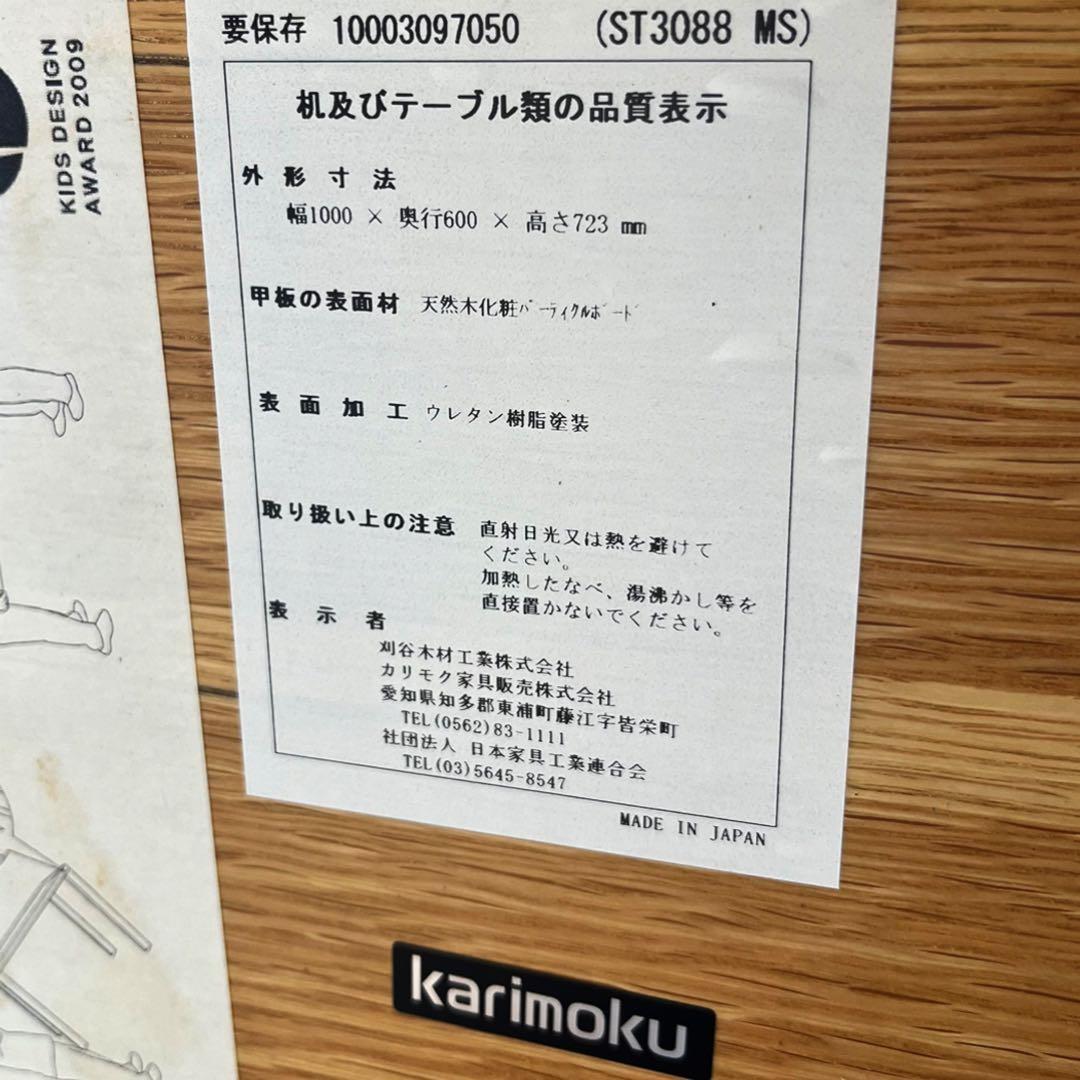 KIDS DESIGN
AWARD 2009
要保存 10003097050 (ST3088 MS)
机及びテーブル類の品質表示
外形寸法
幅1000 × 奥行600 × 高さ723 mm
甲板の表面材 天然木化粧ﾊﾟｰﾃｨｸﾙﾎﾞｰﾄﾞ
表面加工 ウレタン樹脂塗装
取り扱い上の注意 直射日光又は熱を避けて
ください。
加熱したなべ、湯沸かし等を
直接置かないでください。
表示者
刈谷木材工業株式会社
カリモク家具販売株式会社
愛知県知多郡東浦町藤江字皆栄町
TEL(0562)83-1111
社団法人 日本家具工業連合会
TEL(03)5645-8547
MADE IN JAPAN
karimoku